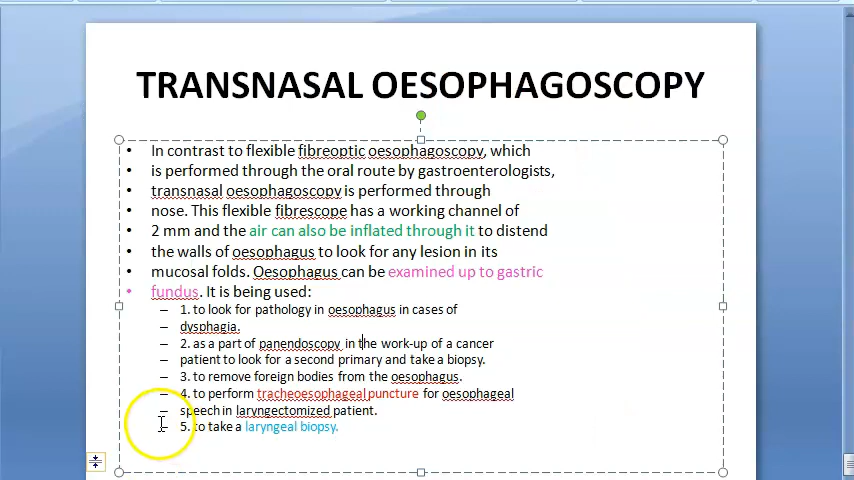 TRANSNASAL OESOPHAGOSCOPY
• In contrast to flexible fibreoptic oesophagoscopy, which
• is performed through the oral route by gastroenterologists,
• transnasal oesophagoscopy is performed through
• nose. This flexible fibrescope has a working channel of
• 2 mm and the air can also be inflated through it to distend
• the walls of oesophagus to look for any lesion in its
• mucosal folds. Oesophagus can be examined up to gastric
• fundus. It is being used:
– 1. to look for pathology in oesophagus in cases of
– dysphagia.
– 2. as a part of panendoscopy in the work-up of a cancer
– patient to look for a second primary and take a biopsy.
– 3. to remove foreign bodies from the oesophagus.
– 4. to perform tracheoesophageal puncture for oesophageal
– speech in laryngectomized patient.
– 5. to take a laryngeal biopsy.